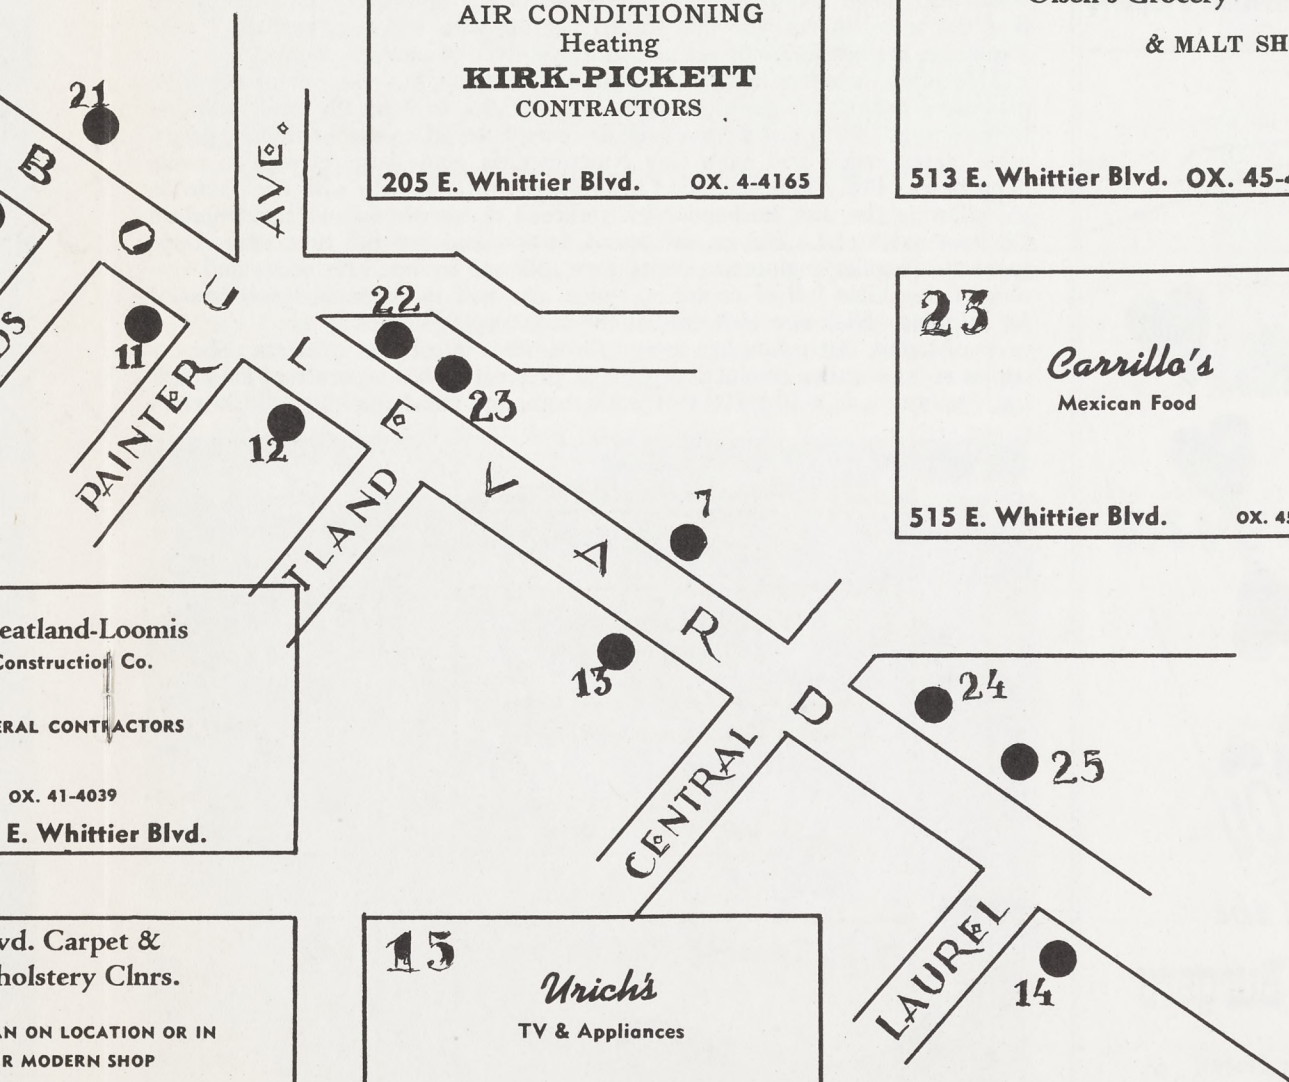 AIR CONDITIONING
Heating
KIRK-PICKETT
CONTRACTORS
205 E. Whittier Blvd. OX. 4-4165
& MALT SH
513 E. Whittier Blvd. OX. 45-
21
BOULEVARD
AVE.
22
23
11
PAINTER
12
TLAND
7
13
CENTRAL
24
25
LAUREL
14
DS
23
Carrillo's
Mexican Food
515 E. Whittier Blvd. OX. 45
eatland-Loomis
Construction Co.
ERAL CONTRACTORS
OX. 41-4039
E. Whittier Blvd.
vd. Carpet &
holstery Clnrs.
AN ON LOCATION OR IN
R MODERN SHOP
15
Urich's
TV & Appliances